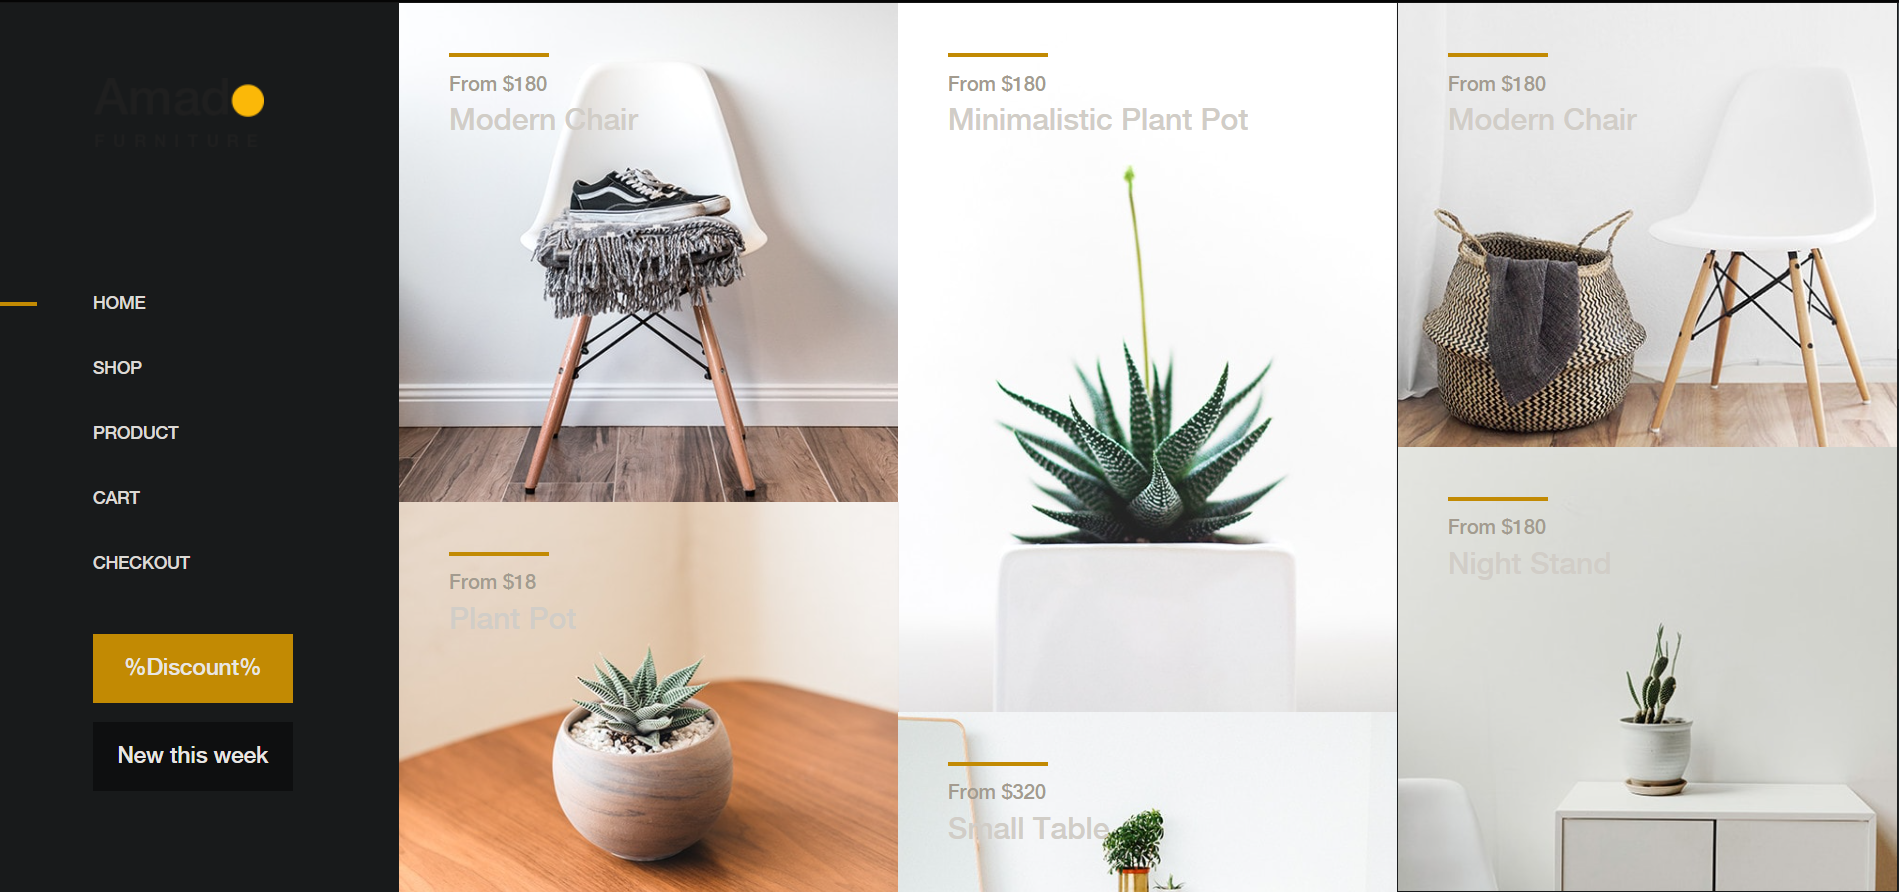 Amado
FURNITURE
HOME
SHOP
PRODUCT
CART
CHECKOUT
%Discount%
New this week
From $180
Modern Chair
From $18
Plant Pot
From $180
Minimalistic Plant Pot
From $320
Small Table
From $180
Modern Chair
From $180
Night Stand